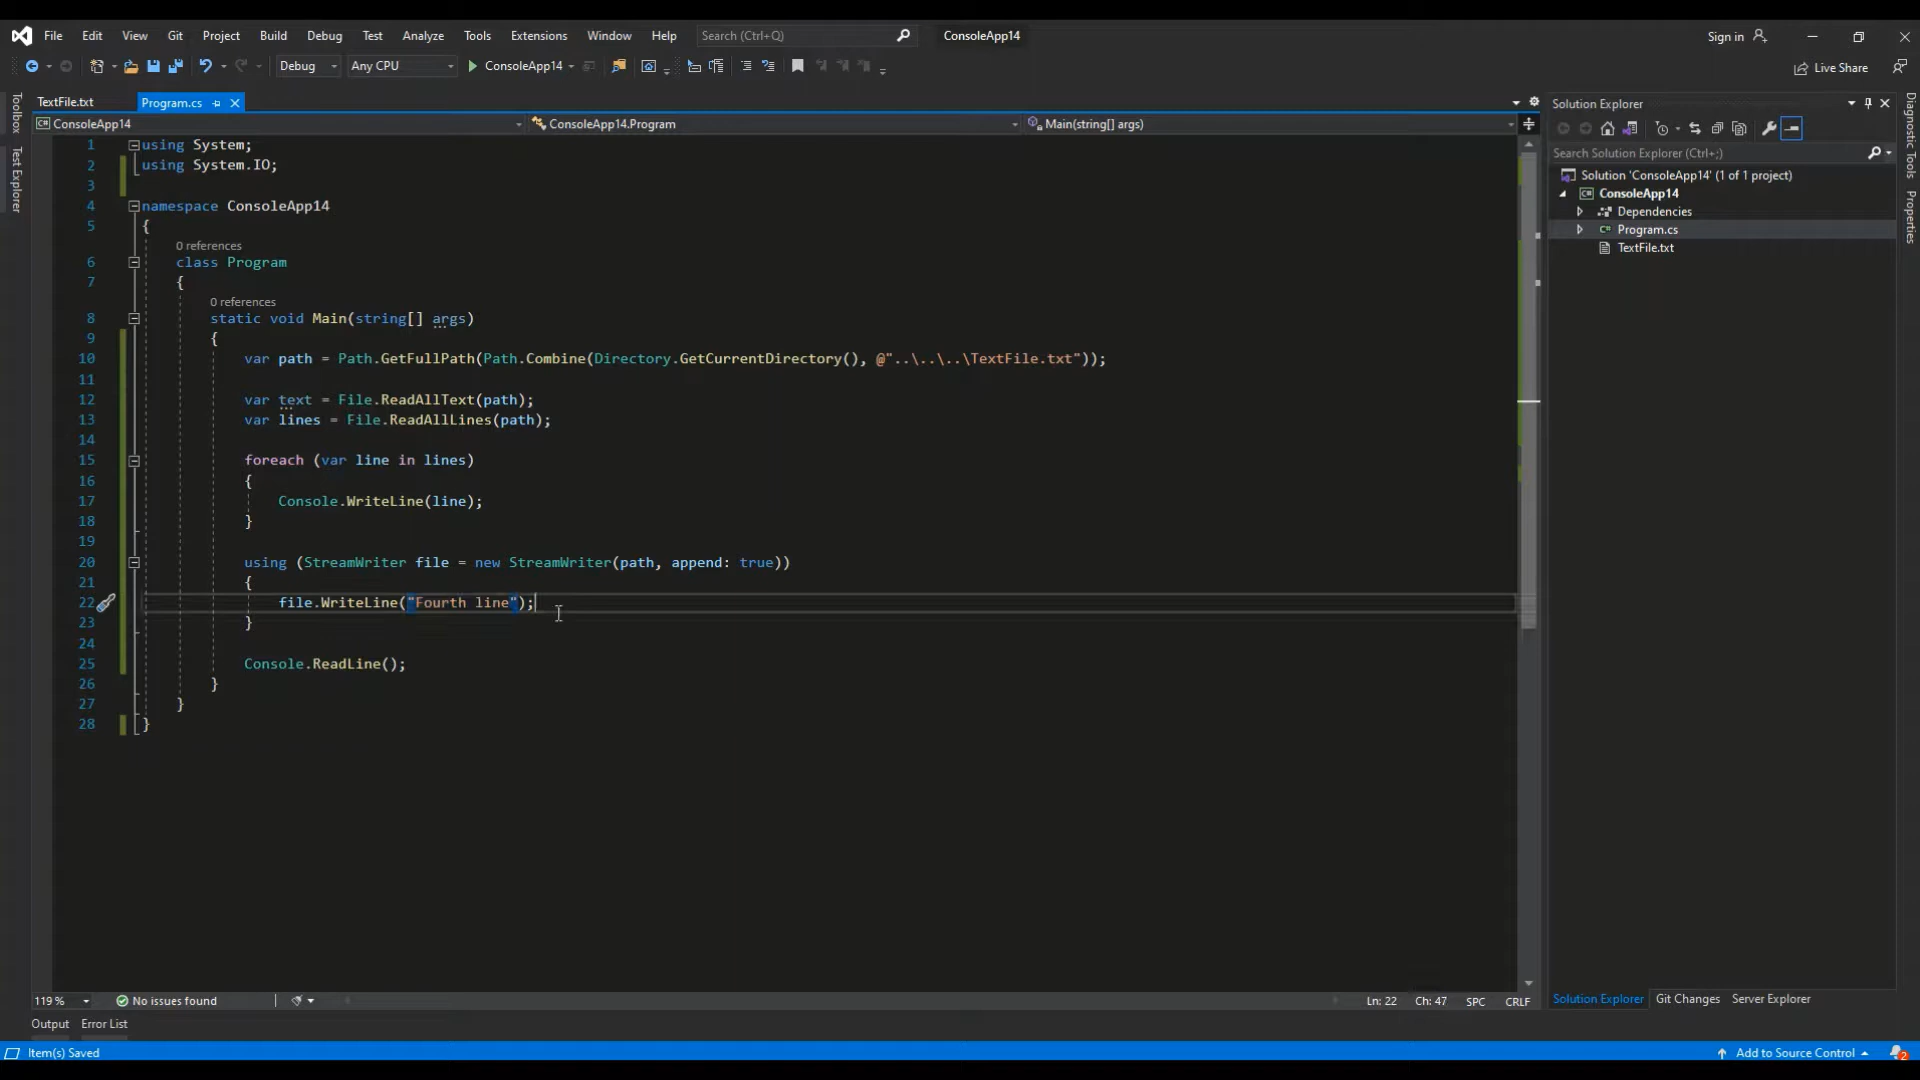 File Edit View Git Project Build Debug Test Analyze Tools Extensions Window Help Search (Ctrl+Q) ConsoleApp14 Sign in
Debug Any CPU ConsoleApp14 Live Share
TextFile.txt Program.cs
ConsoleApp14 ConsoleApp14.Program Main(string[] args)
Toolbox
Test Explorer
1 using System;
2 using System.IO;
3
4 namespace ConsoleApp14
5 {
0 references
6 class Program
7 {
0 references
8 static void Main(string[] args)
9 {
10 var path = Path.GetFullPath(Path.Combine(Directory.GetCurrentDirectory(), @"..\..\..\TextFile.txt"));
11
12 var text = File.ReadAllText(path);
13 var lines = File.ReadAllLines(path);
14
15 foreach (var line in lines)
16 {
17 Console.WriteLine(line);
18 }
19
20 using (StreamWriter file = new StreamWriter(path, append: true))
21 {
22 file.WriteLine("Fourth line");
23 }
24
25 Console.ReadLine();
26 }
27 }
28 }
119 % No issues found Ln: 22 Ch: 47 SPC CRLF
Output Error List
Solution Explorer
Search Solution Explorer (Ctrl+;)
Solution 'ConsoleApp14' (1 of 1 project)
ConsoleApp14
Dependencies
Program.cs
TextFile.txt
Solution Explorer Git Changes Server Explorer
Diagnostic Tools
Properties
Item(s) Saved Add to Source Control 2